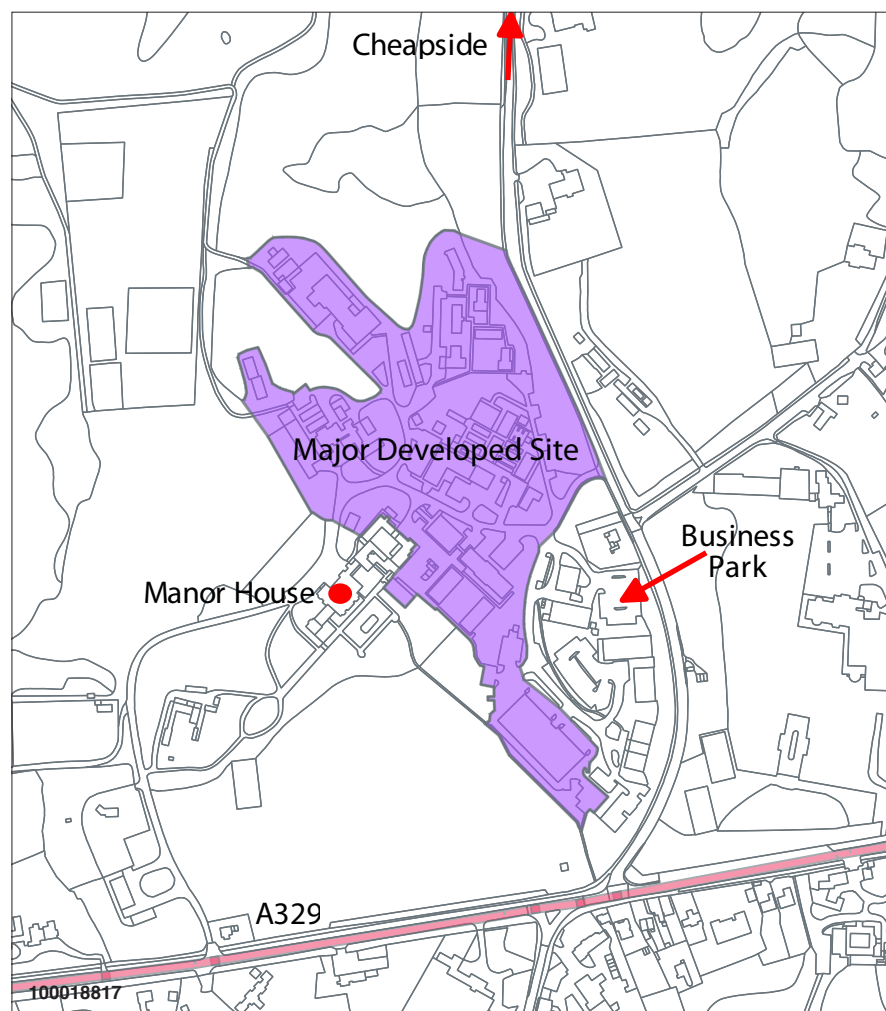 Cheapside
Major Developed Site
Business
Park
Manor House
A329
100018817